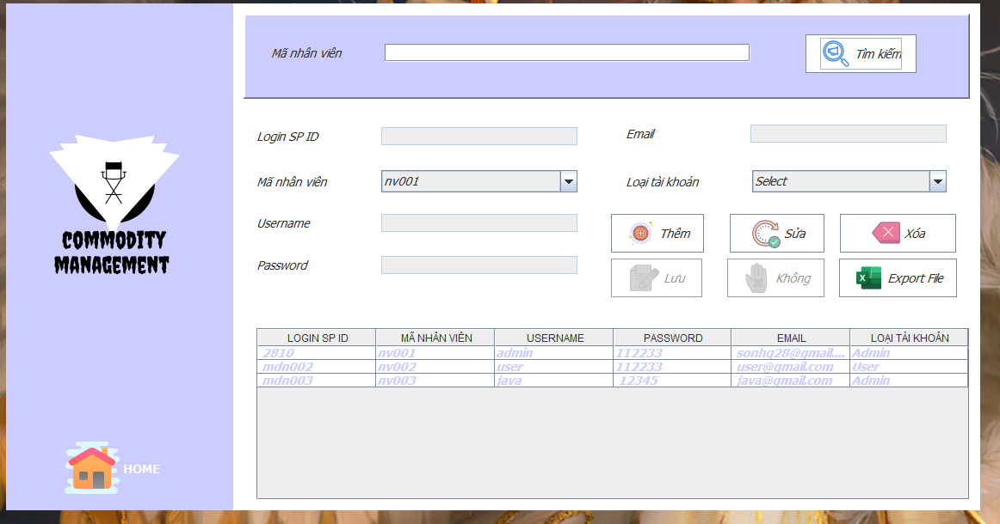 Mã nhân viên
Tìm kiếm
Login SP ID
Email
Mã nhân viên nv001
Loại tài khoản Select
Username
Thêm Sửa Xóa
Password
Lưu Không Export File
COMMODITY
MANAGEMENT
LOGIN SP ID MÃ NHÂN VIÊN USERNAME PASSWORD EMAIL LOẠI TÀI KHOẢN
2810 nv001 admin 112233 sonhq28@gmail.... Admin
mdn002 nv002 user 112233 user@gmail.com User
mdn003 nv003 java 12345 java@gmail.com Admin
HOME